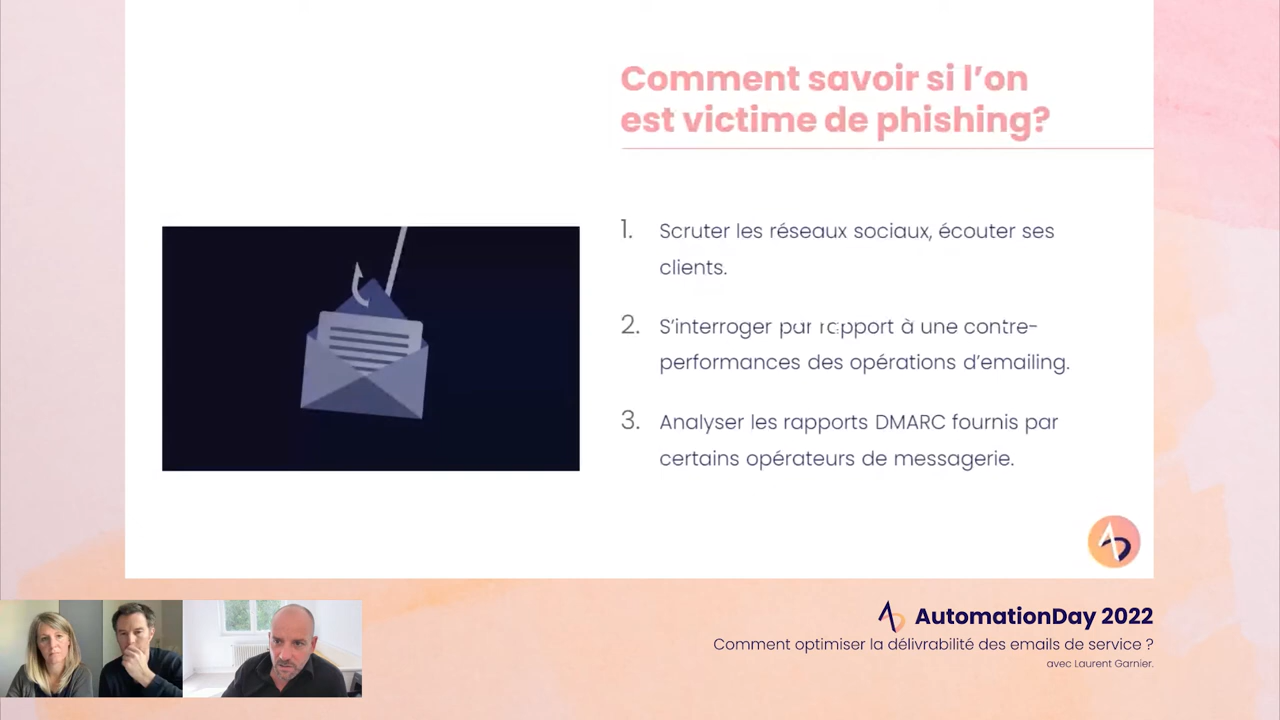 Comment savoir si l'on
est victime de phishing?
1. Scruter les réseaux sociaux, écouter ses
clients.
2. S'interroger par rapport à une contre-
performances des opérations d'emailing.
3. Analyser les rapports DMARC fournis par
certains opérateurs de messagerie.
AutomationDay 2022
Comment optimiser la délivrabilité des emails de service ?
avec Laurent Garnier.